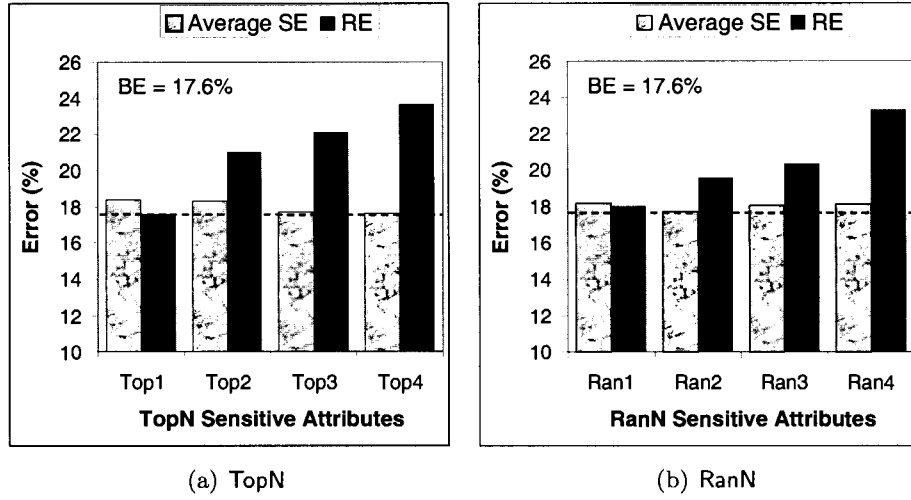 Average SE RE
26
24
22
20
18
16
14
12
10
Error (%)
BE = 17.6%
Top1 Top2 Top3 Top4
TopN Sensitive Attributes
(a) TopN
Average SE RE
26
24
22
20
18
16
14
12
10
Error (%)
BE = 17.6%
Ran1 Ran2 Ran3 Ran4
RanN Sensitive Attributes
(b) RanN